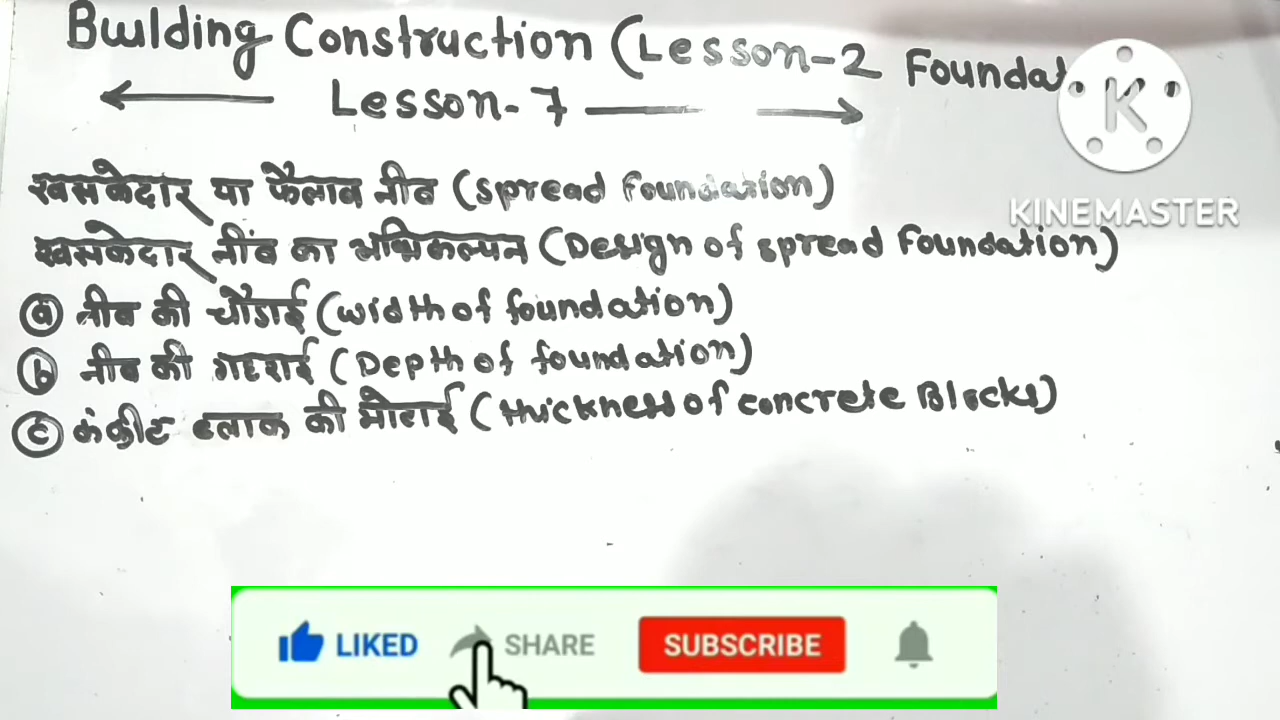 Building Construction (Lesson-2 Foundat
Lesson-7
खसकेदार या फैलाव नीव (spread foundation)
खसकेदार नींव का अभिकल्पन (Design of spread foundation)
a नीव की चौडाई (width of foundation)
b नीव की गहराई (Depth of foundation)
c कंक्रीट ब्लाक की मोटाई (thickness of concrete Blocks)
K
KINEMASTER
LIKED SHARE SUBSCRIBE